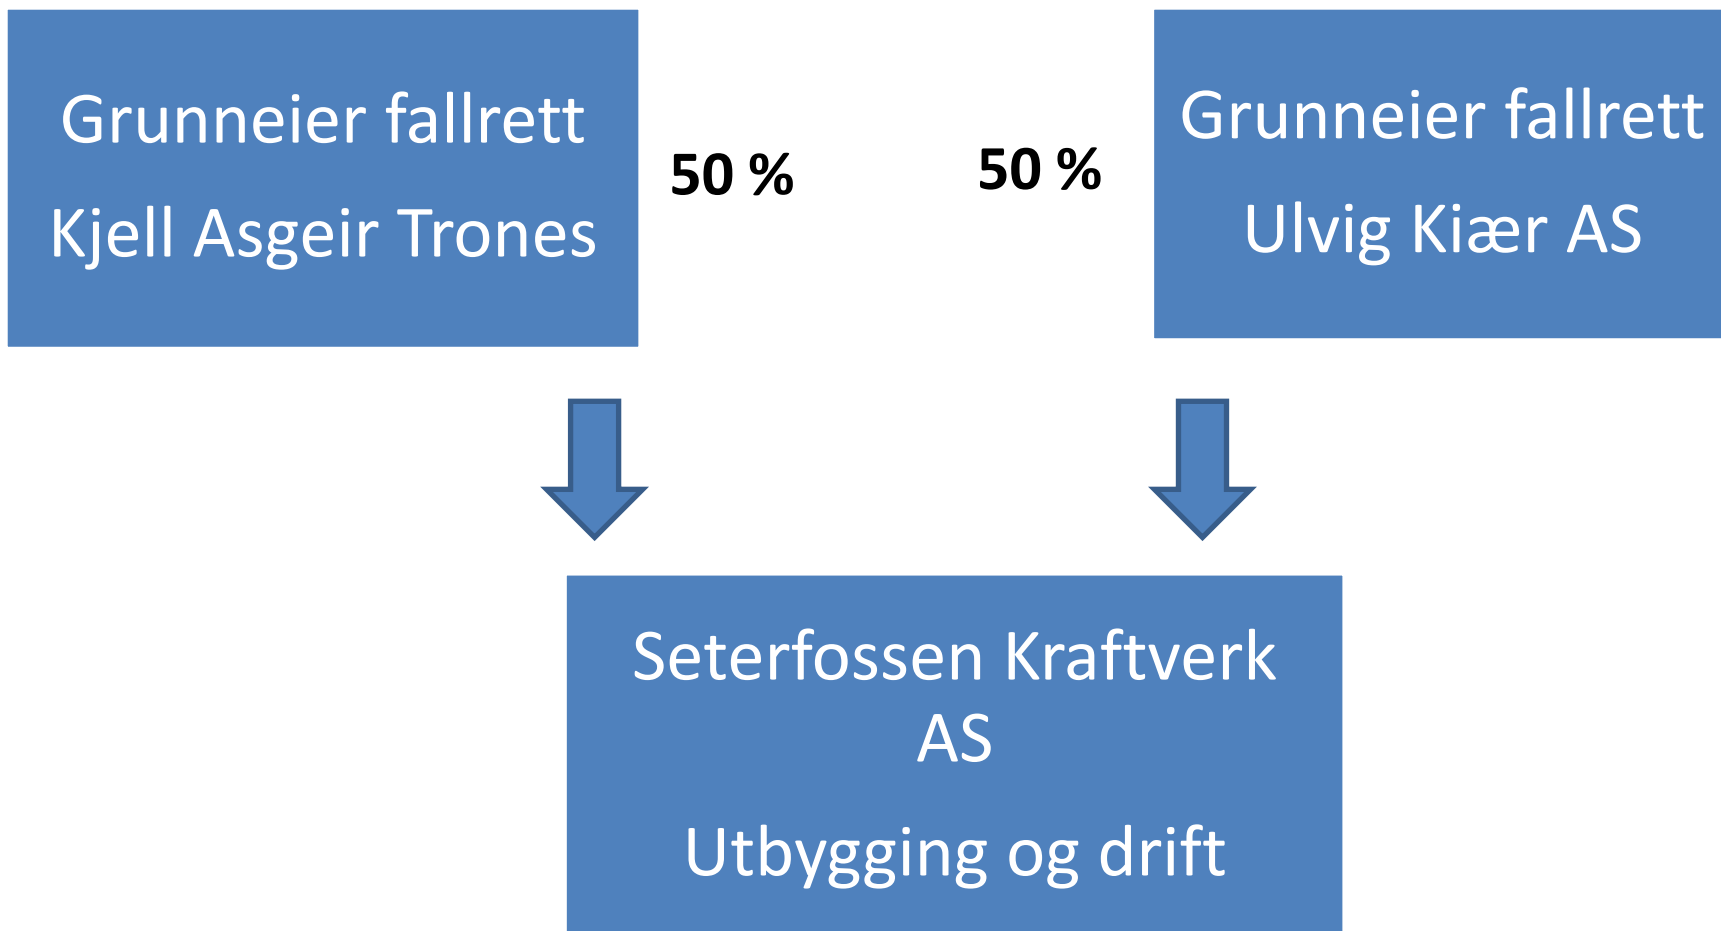 Grunneier fallrett
Kjell Asgeir Trones
50 %
50 %
Grunneier fallrett
Ulvig Kiær AS
Seterfossen Kraftverk
AS
Utbygging og drift